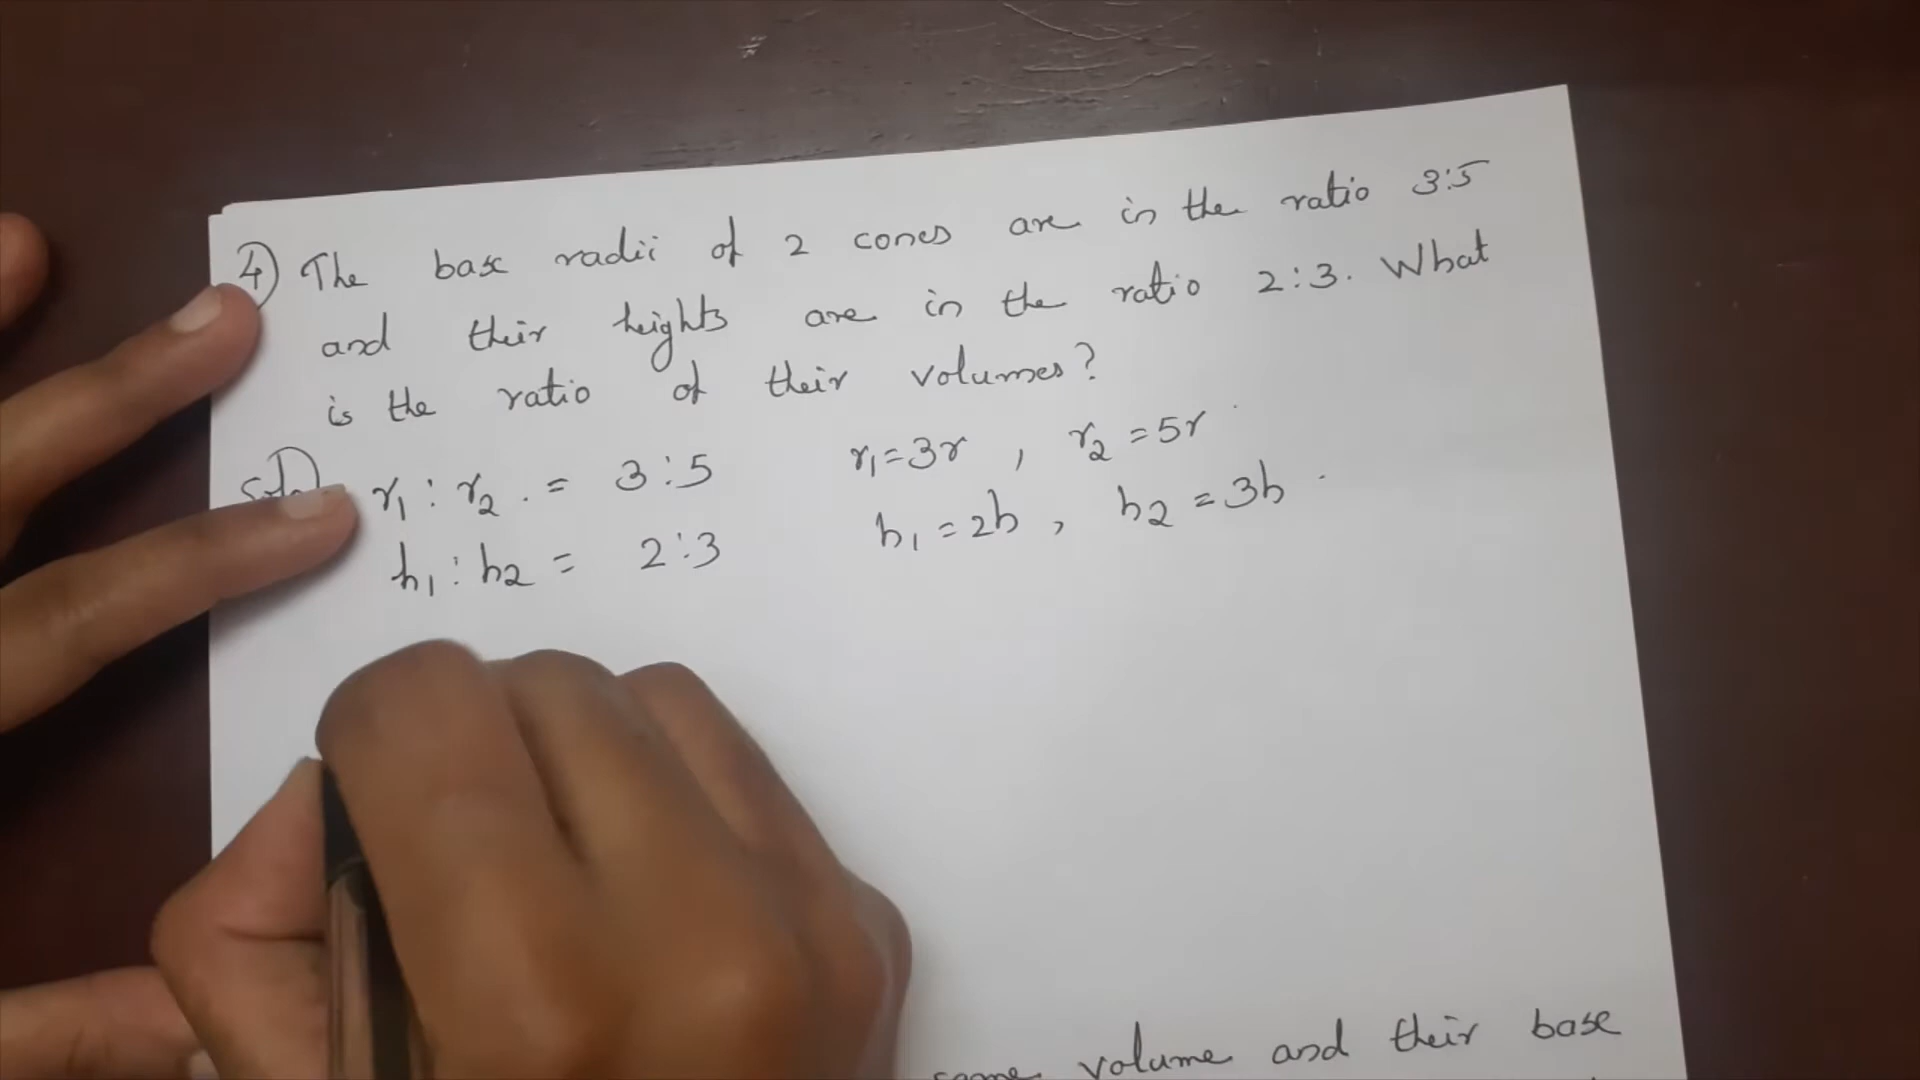 4) The base radii of 2 cones are in the ratio 3:5
and their heights are in the ratio 2:3. What
is the ratio of their volumes?
Soln. r₁ : r₂ = 3:5 r₁=3r , r₂ =5r
h₁ : h₂ = 2:3 h₁ = 2h , h₂ = 3h
same volume and their base